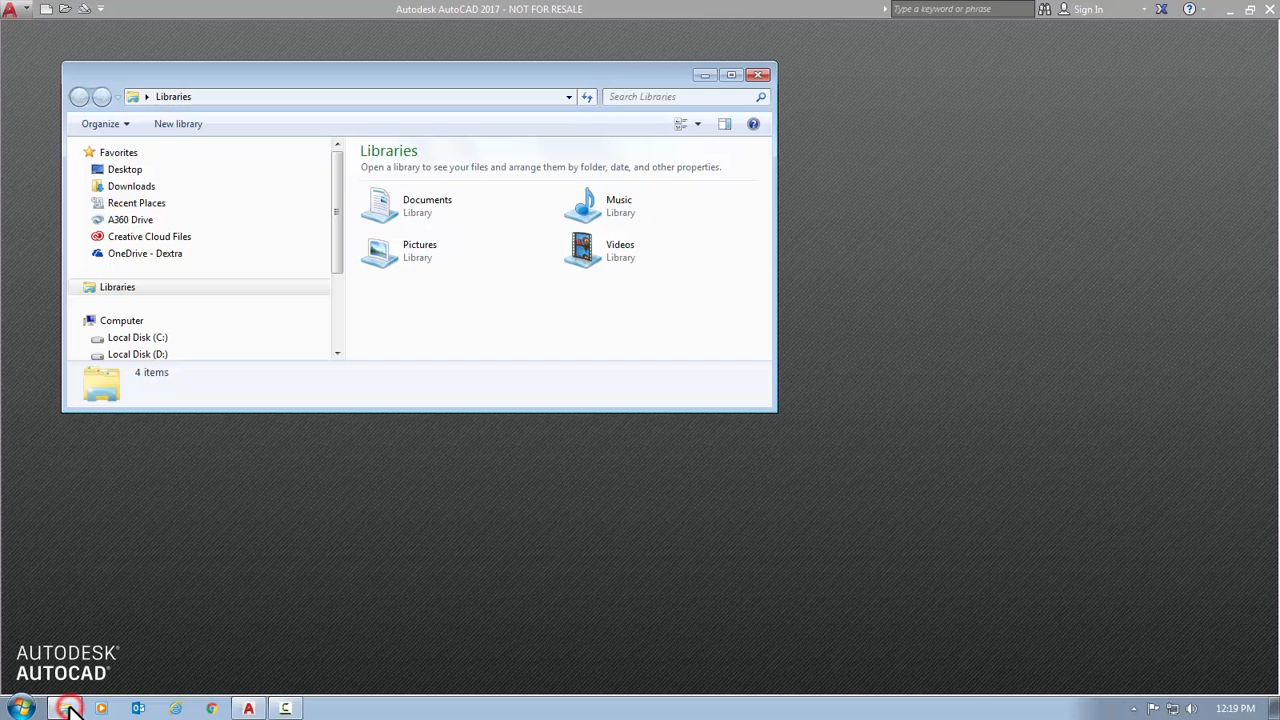 Autodesk AutoCAD 2017 - NOT FOR RESALE
Type a keyword or phrase
Sign In
Libraries
Search Libraries
Organize
New library
Favorites
Desktop
Downloads
Recent Places
A360 Drive
Creative Cloud Files
OneDrive - Dextra
Libraries
Computer
Local Disk (C:)
Local Disk (D:)
Libraries
Open a library to see your files and arrange them by folder, date, and other properties.
Documents
Library
Music
Library
Pictures
Library
Videos
Library
4 items
AUTODESK®
AUTOCAD®
12:19 PM